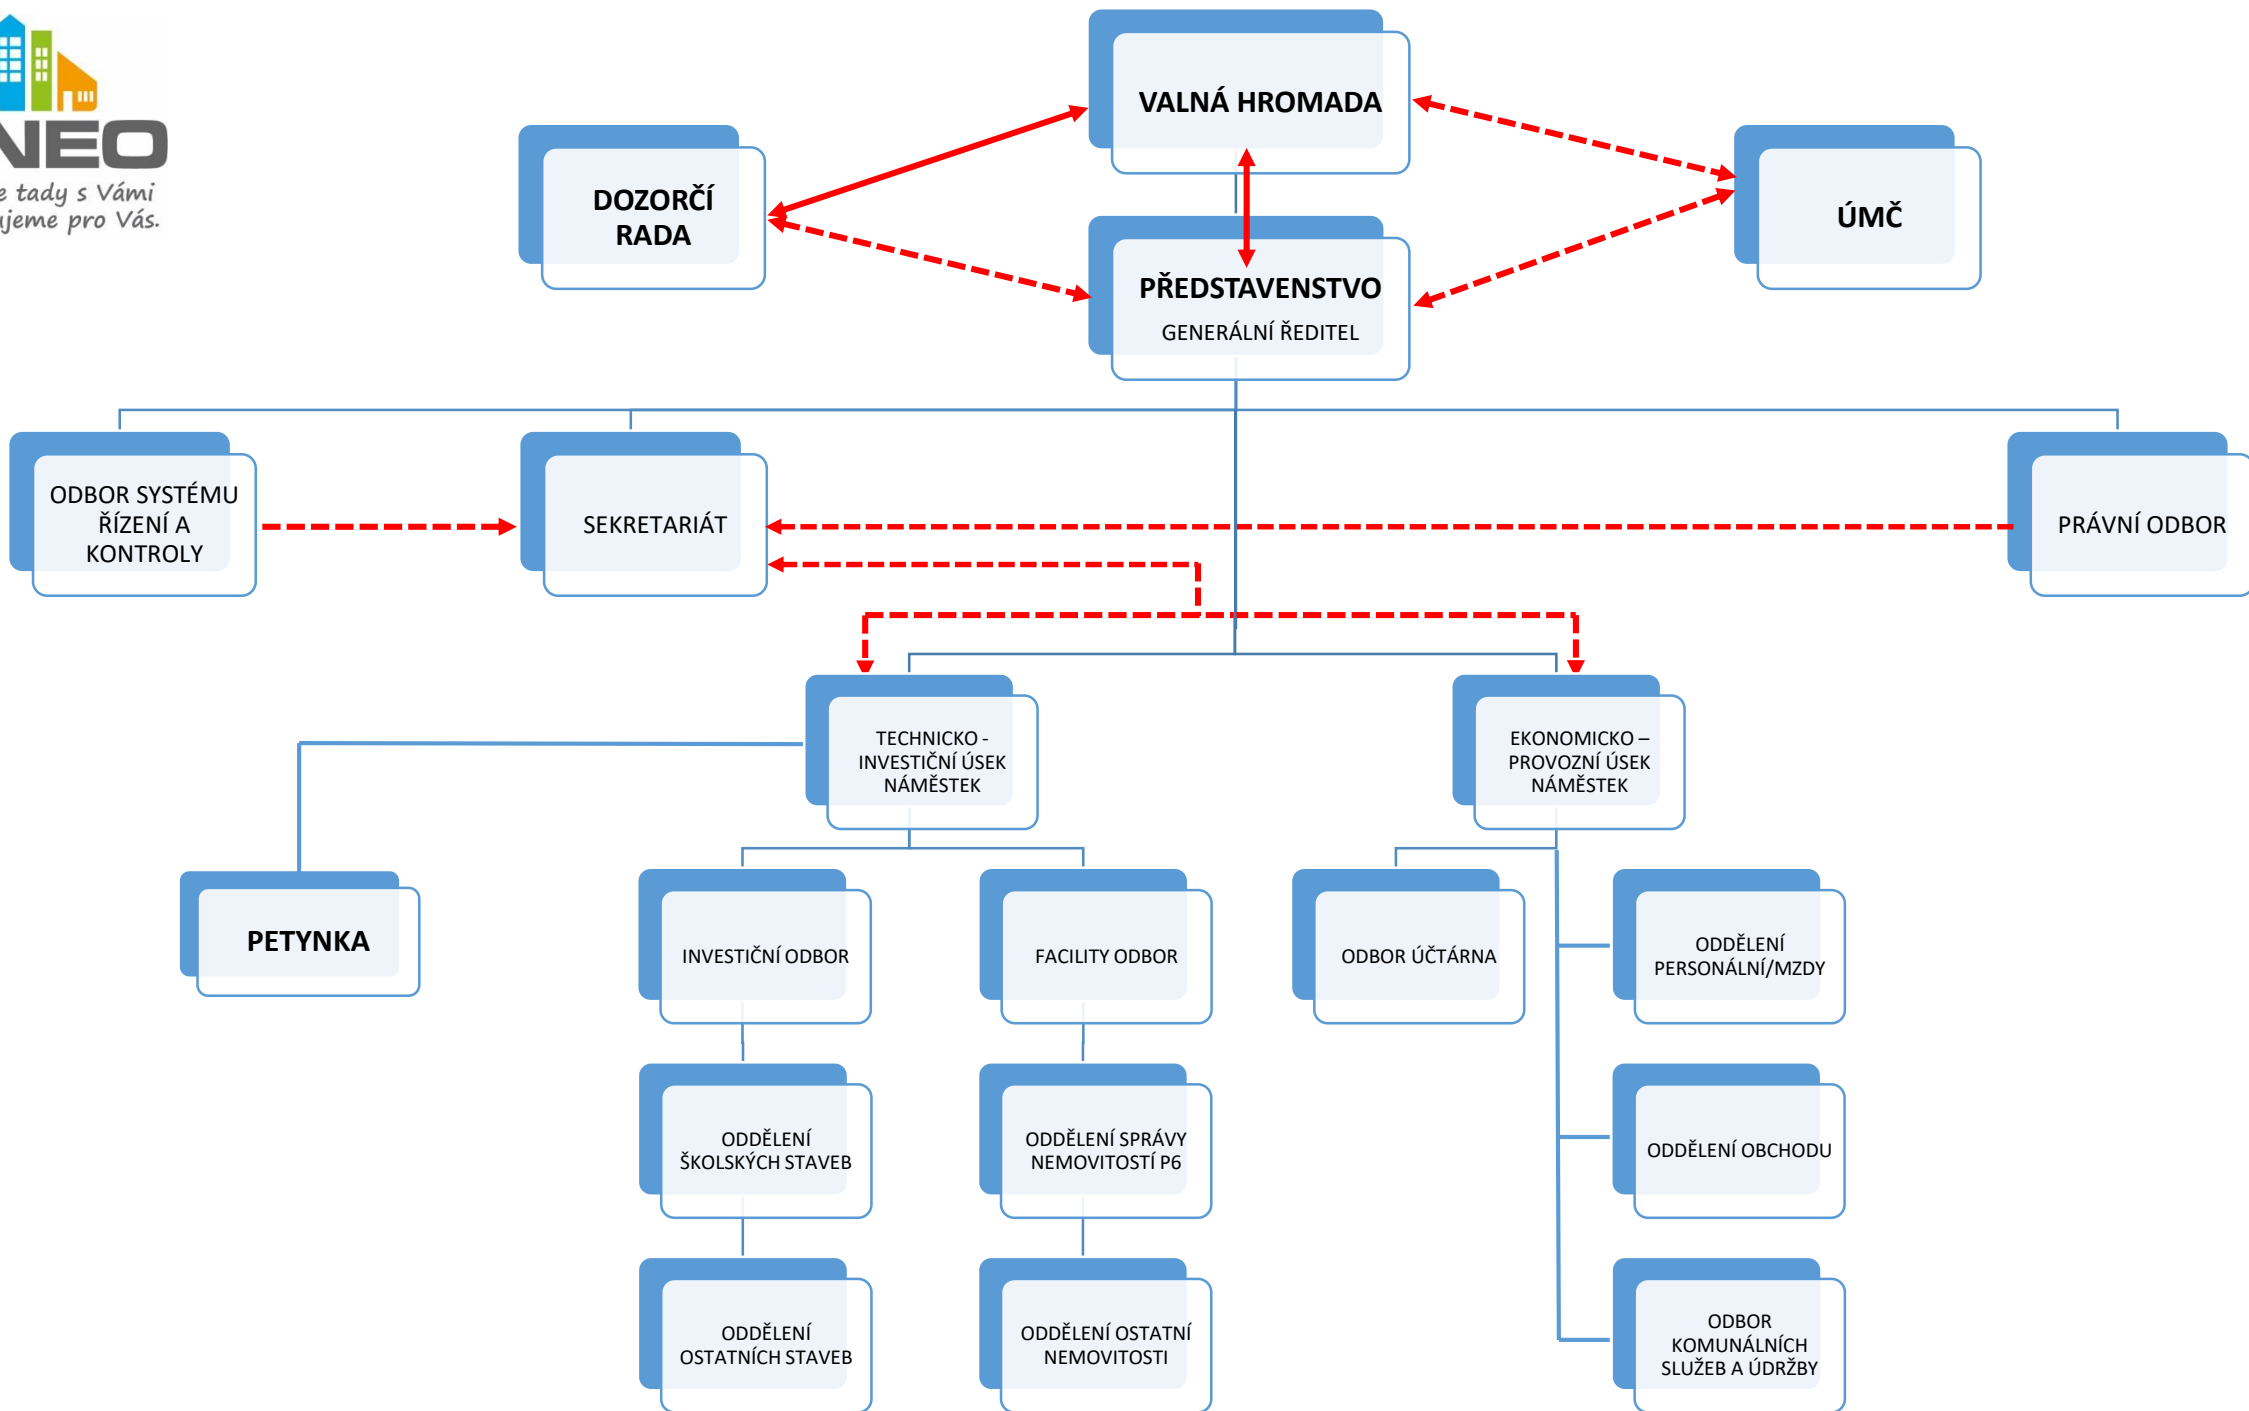 NEO
tady s Vámi
pro Vás.
VALNÁ HROMADA
DOZORČÍ
RADA
ÚMČ
PŘEDSTAVENSTVO
GENERÁLNÍ ŘEDITEL
ODBOR SYSTÉMU
ŘÍZENÍ A
KONTROLY
SEKRETARIÁT
PRÁVNÍ ODBOR
TECHNICKO -
INVESTIČNÍ ÚSEK
NÁMĚSTEK
EKONOMICKO –
PROVOZNÍ ÚSEK
NÁMĚSTEK
PETYNKA
INVESTIČNÍ ODBOR
FACILITY ODBOR
ODBOR ÚČTÁRNA
ODDĚLENÍ
PERSONÁLNÍ/MZDY
ODDĚLENÍ
ŠKOLSKÝCH STAVEB
ODDĚLENÍ SPRÁVY
NEMOVITOSTÍ P6
ODDĚLENÍ OBCHODU
ODDĚLENÍ
OSTATNÍCH STAVEB
ODDĚLENÍ OSTATNÍ
NEMOVITOSTI
ODBOR
KOMUNÁLNÍCH
SLUŽEB A ÚDRŽBY